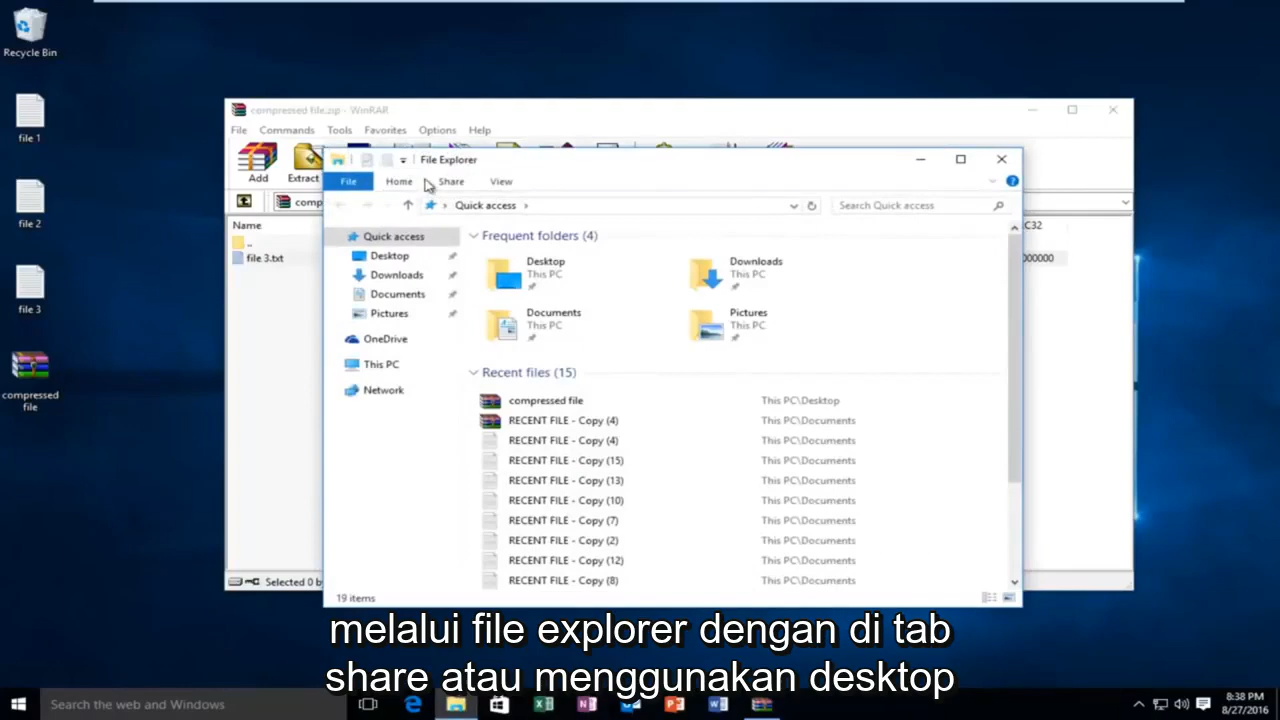 Recycle Bin
file 1
file 2
file 3
compressed
file
compressed file.zip - WinRAR
File Commands Tools Favorites Options Help
Add
Extract
comp
Name
CRC32
..
file 3.txt
000000
Selected 0 b
File Explorer
File Home Share View
Quick access
Search Quick access
Quick access
Desktop
Downloads
Documents
Pictures
OneDrive
This PC
Network
Frequent folders (4)
Desktop
This PC
Downloads
This PC
Documents
This PC
Pictures
This PC
Recent files (15)
compressed file This PC\Desktop
RECENT FILE - Copy (4) This PC\Documents
RECENT FILE - Copy (4) This PC\Documents
RECENT FILE - Copy (15) This PC\Documents
RECENT FILE - Copy (13) This PC\Documents
RECENT FILE - Copy (10) This PC\Documents
RECENT FILE - Copy (7) This PC\Documents
RECENT FILE - Copy (2) This PC\Documents
RECENT FILE - Copy (12) This PC\Documents
RECENT FILE - Copy (8) This PC\Documents
19 items
melalui file explorer dengan di tab
share atau menggunakan desktop
Search the web and Windows
8:38 PM
8/27/2016